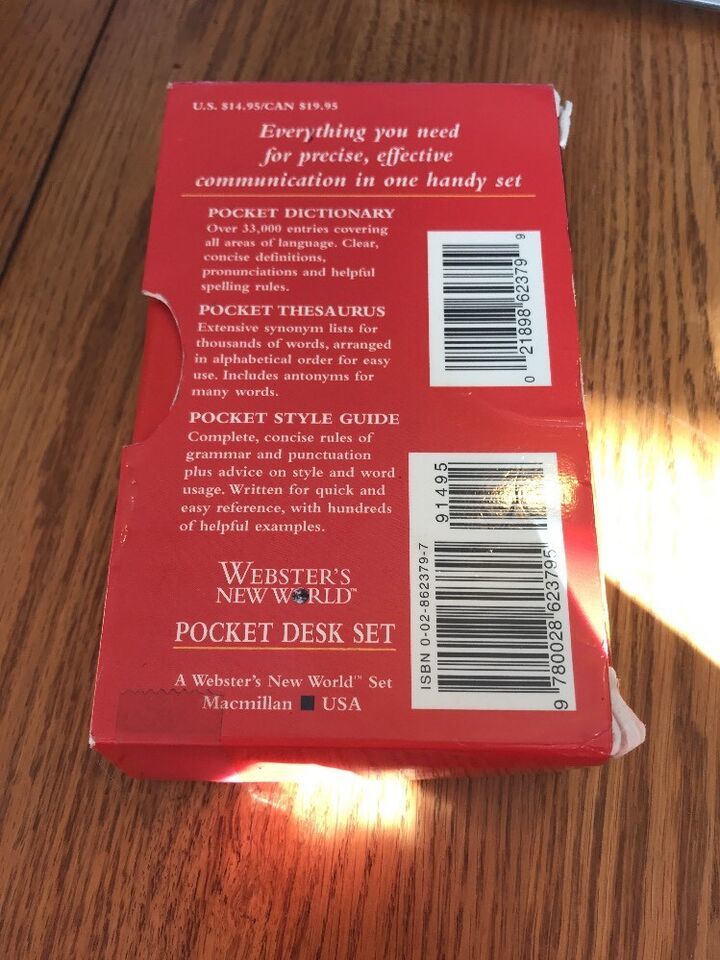 U.S. $14.95/CAN $19.95
Everything you need
for precise, effective
communication in one handy set
POCKET DICTIONARY
Over 33,000 entries covering
all areas of language. Clear,
concise definitions,
pronunciations and helpful
spelling rules.
POCKET THESAURUS
Extensive synonym lists for
thousands of words, arranged
in alphabetical order for easy
use. Includes antonyms for
many words.
POCKET STYLE GUIDE
Complete, concise rules of
grammar and punctuation
plus advice on style and word
usage. Written for quick and
easy reference, with hundreds
of helpful examples.
WEBSTER'S
NEW WORLD™
POCKET DESK SET
A Webster's New World™ Set
Macmillan ■ USA
0 21898 62379 9
91495
ISBN 0-02-862379-7
9 780028 623795